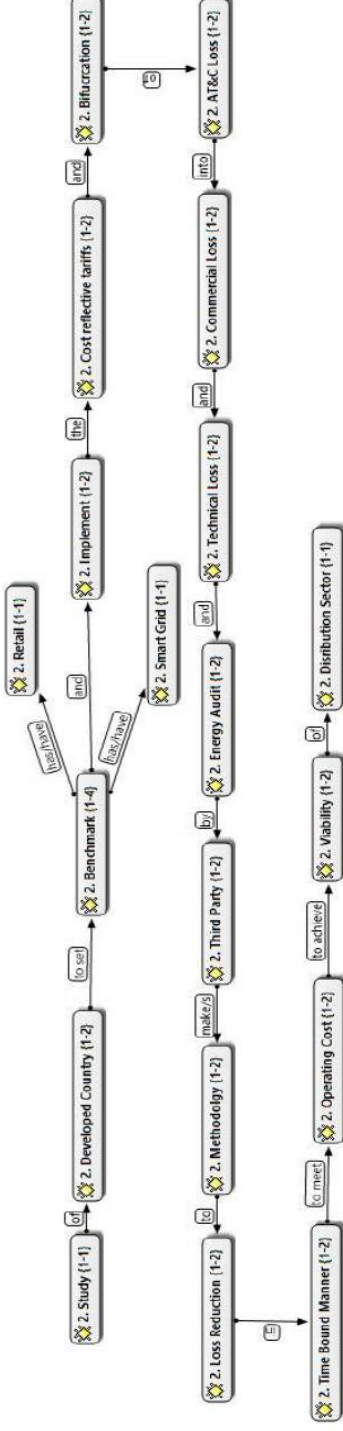 2. Study {1-1}
of
2. Developed Country {1-2}
to set
2. Benchmark {1-4}
has/have
2. Retail {1-1}
has/have
2. Smart Grid {1-1}
and
2. Implement {1-2}
the
2. Cost reflective tariffs {1-2}
and
2. Bifucrcation {1-2}
2. AT&C Loss {1-2}
into
2. Commercial Loss {1-2}
and
2. Technical Loss {1-2}
and
2. Energy Audit {1-2}
by
2. Third Party {1-2}
make/s
2. Methodolgy {1-2}
to
2. Loss Reduction {1-2}
in
2. Time Bound Manner {1-2}
to meet
2. Operating Cost {1-2}
to achieve
2. Viability {1-2}
of
2. Disribution Sector {1-1}